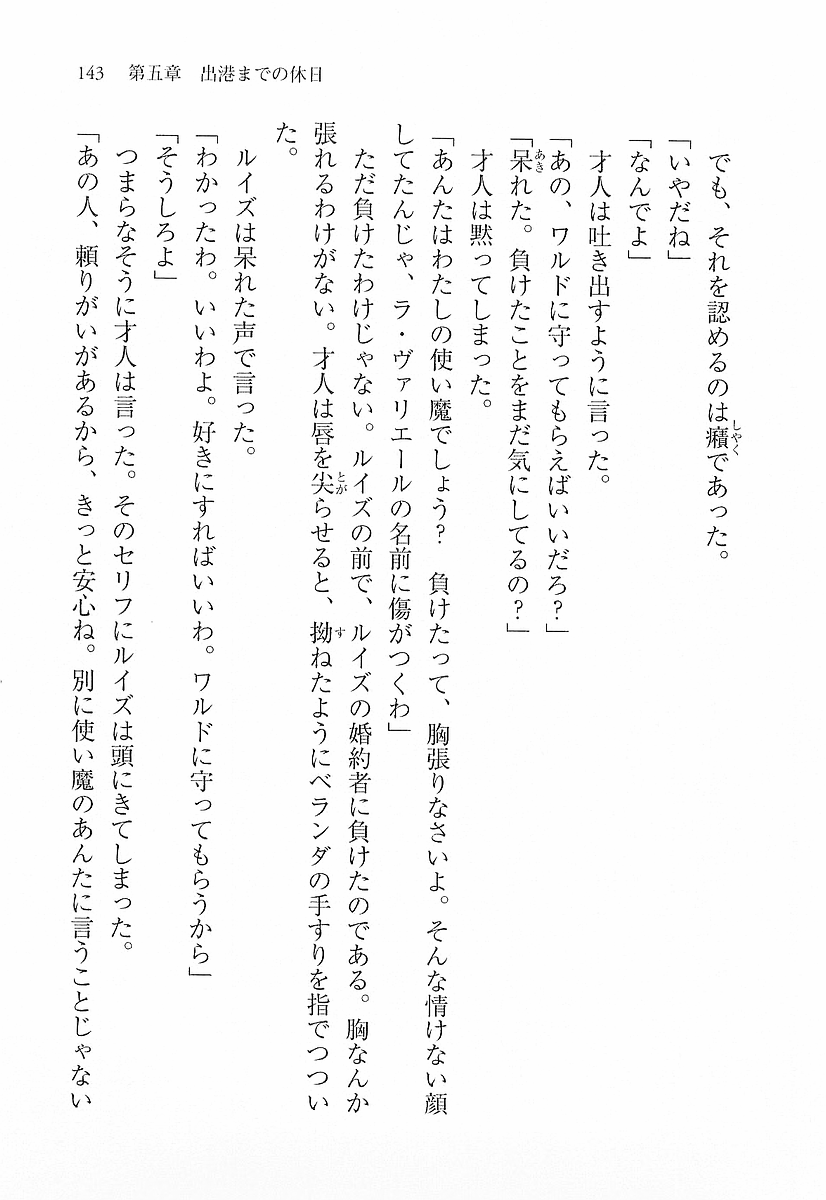 143　第五章　出港までの休日
でも、それを認めるのは癪であった。
「いやだね」
「なんでよ」
才人は吐き出すように言った。
「あの、ワルドに守ってもらえばいいだろ？」
「呆れた。負けたことをまだ気にしてるの？」
才人は黙ってしまった。
「あんたはわたしの使い魔でしょう？　負けたって、胸張りなさいよ。そんな情けない顔
してたんじゃ、ラ・ヴァリエールの名前に傷がつくわ」
ただ負けたわけじゃない。ルイズの前で、ルイズの婚約者に負けたのである。胸なんか
張れるわけがない。才人は唇を尖らせると、拗ねたようにベランダの手すりを指でつつい
た。
ルイズは呆れた声で言った。
「わかったわ。いいわよ。好きにすればいいわ。ワルドに守ってもらうから」
「そうしろよ」
つまらなそうに才人は言った。そのセリフにルイズは頭にきてしまった。
「あの人、頼りがいがあるから、きっと安心ね。別に使い魔のあんたに言うことじゃない